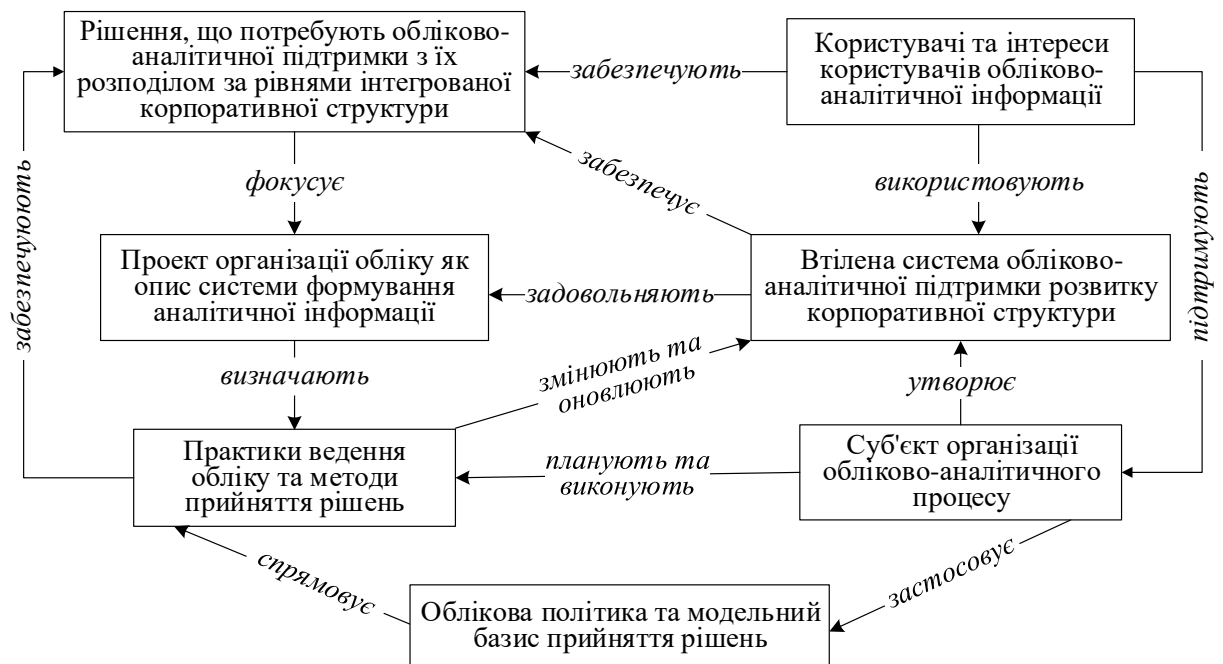 Рішення, що потребують обліково-
аналітичної підтримки з їх
розподілом за рівнями інтегрованої
корпоративної структури
забезпечують
Користувачі та інтереси
користувачів обліково-
аналітичної інформації
фокусує
забезпечує
використовують
забезпечуюють
підтримують
Проект організації обліку як
опис системи формування
аналітичної інформації
задовольняють
Втілена система обліково-
аналітичної підтримки розвитку
корпоративної структури
визначають
змінюють та
оновлюють
утворює
Практики ведення
обліку та методи
прийняття рішень
планують та
виконують
Суб'єкт організації
обліково-аналітичного
процесу
спрямовує
застосовує
Облікова політика та модельний
базис прийняття рішень